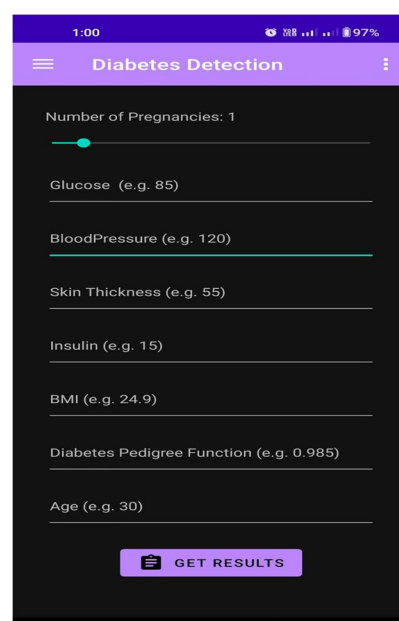 1:00 97%
Diabetes Detection
Number of Pregnancies: 1
Glucose (e.g. 85)
BloodPressure (e.g. 120)
Skin Thickness (e.g. 55)
Insulin (e.g. 15)
BMI (e.g. 24.9)
Diabetes Pedigree Function (e.g. 0.985)
Age (e.g. 30)
GET RESULTS